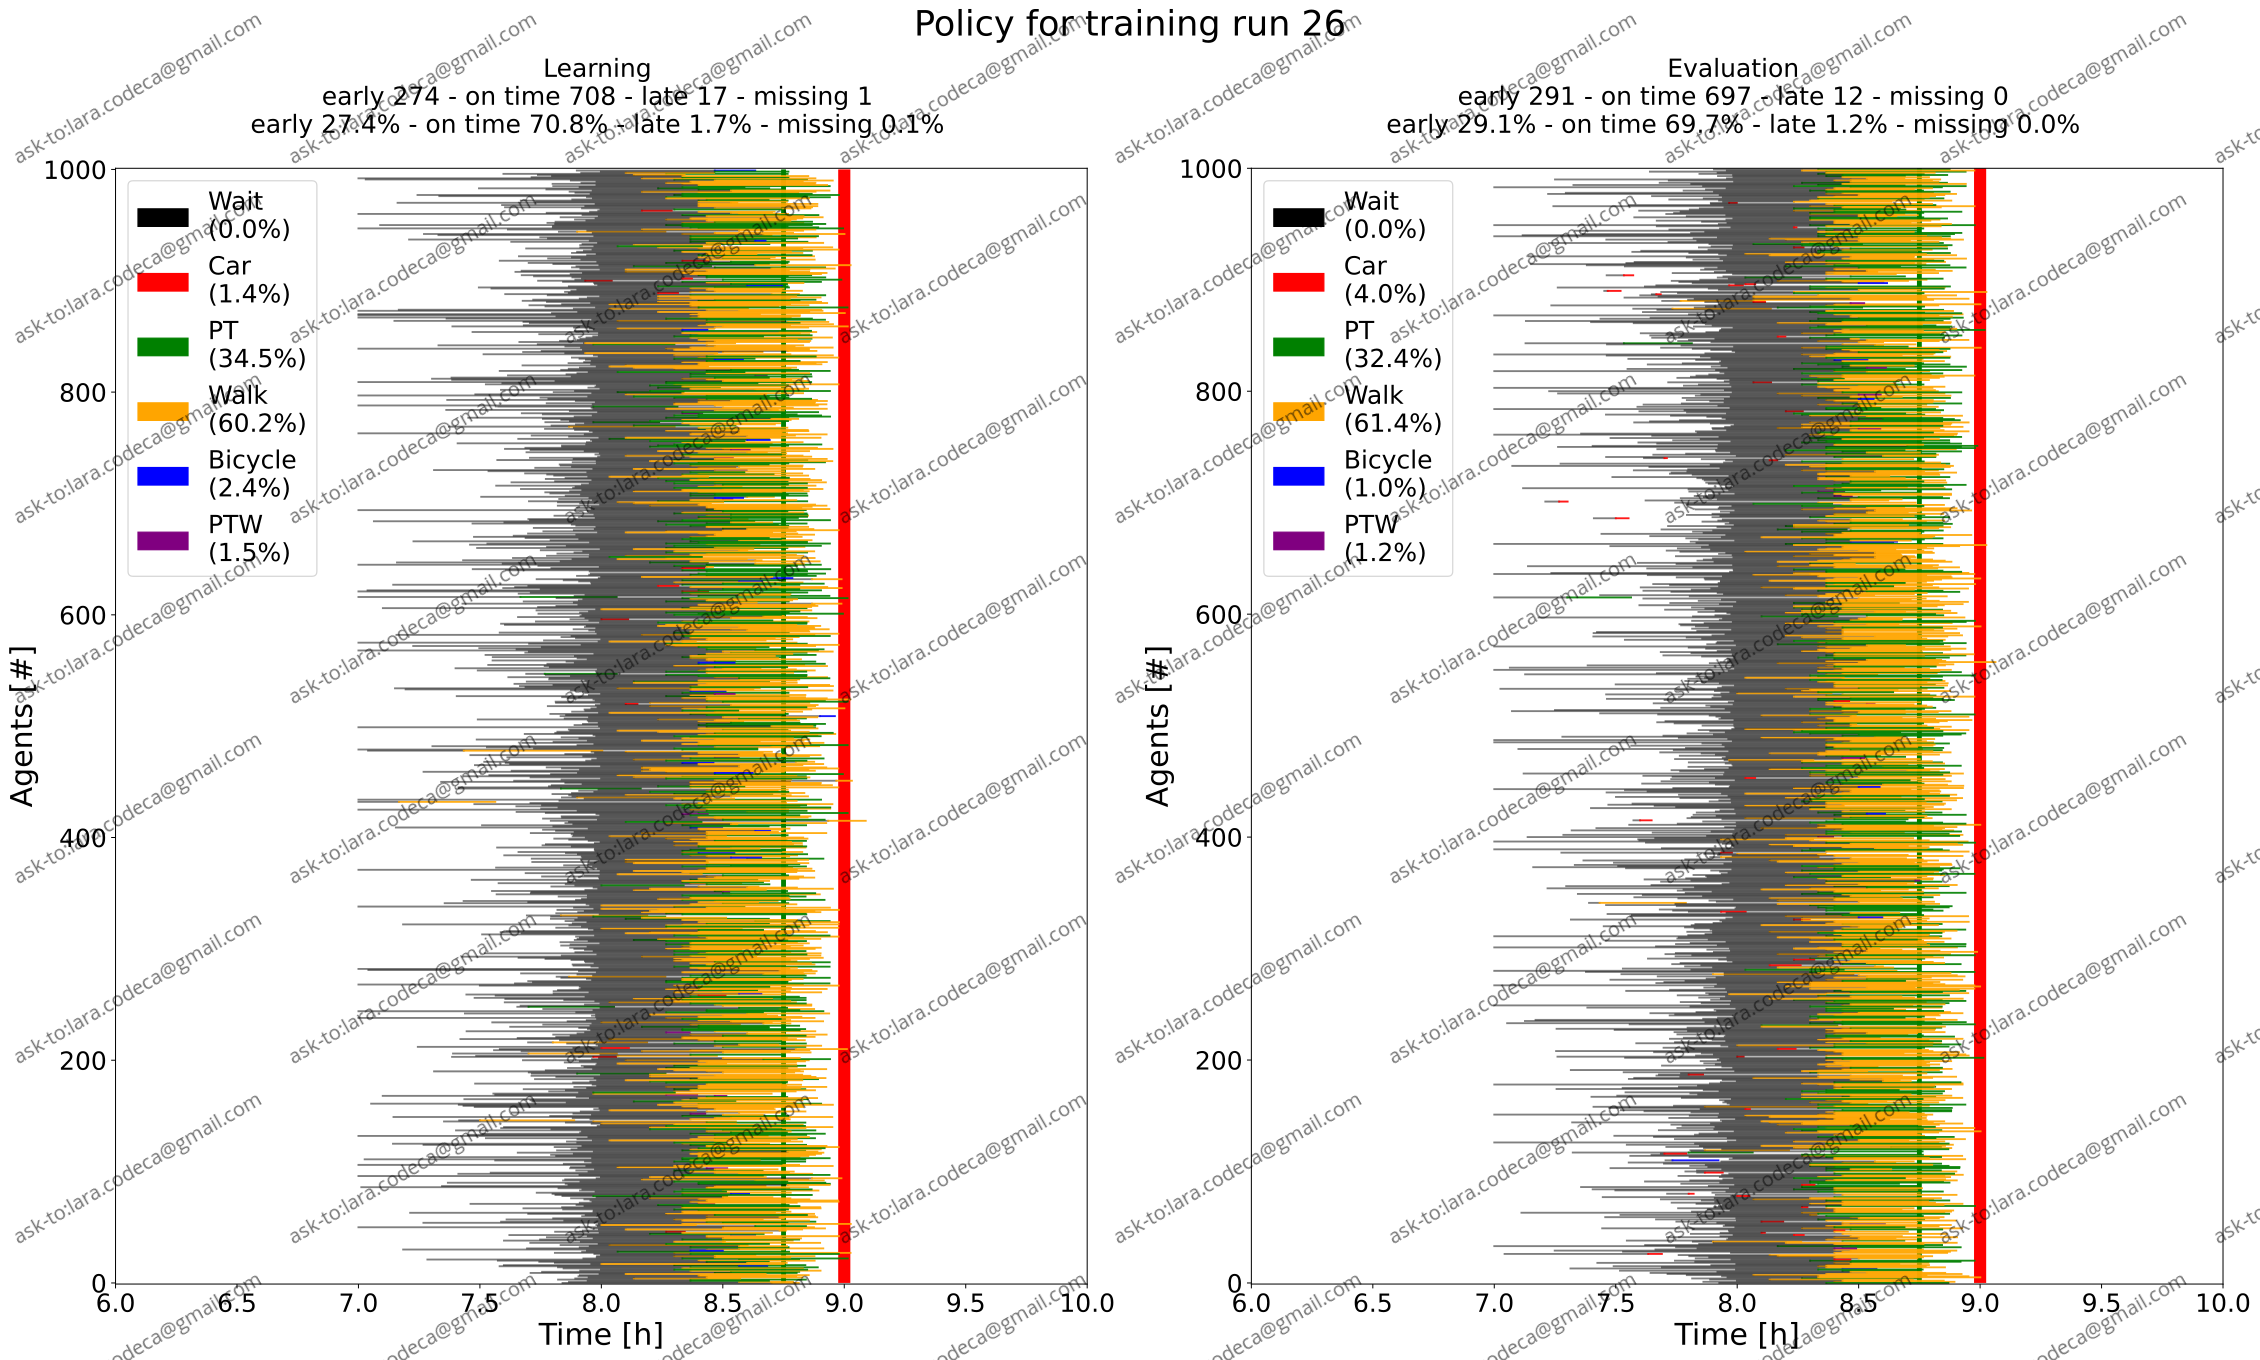 Policy for training run 26
Learning
early 274 - on time 708 - late 17 - missing 1
early 27.4% - on time 70.8% - late 1.7% - missing 0.1%
Agents [#]
1000
800
600
400
200
0
Wait
(0.0%)
Car
(1.4%)
PT
(34.5%)
Walk
(60.2%)
Bicycle
(2.4%)
PTW
(1.5%)
6.0 6.5 7.0 7.5 8.0 8.5 9.0 9.5 10.0
Time [h]
Evaluation
early 291 - on time 697 - late 12 - missing 0
early 29.1% - on time 69.7% - late 1.2% - missing 0.0%
Agents [#]
1000
800
600
400
200
0
Wait
(0.0%)
Car
(4.0%)
PT
(32.4%)
Walk
(61.4%)
Bicycle
(1.0%)
PTW
(1.2%)
6.0 6.5 7.0 7.5 8.0 8.5 9.0 9.5 10.0
Time [h]
ask-to:lara.codeca@gmail.com